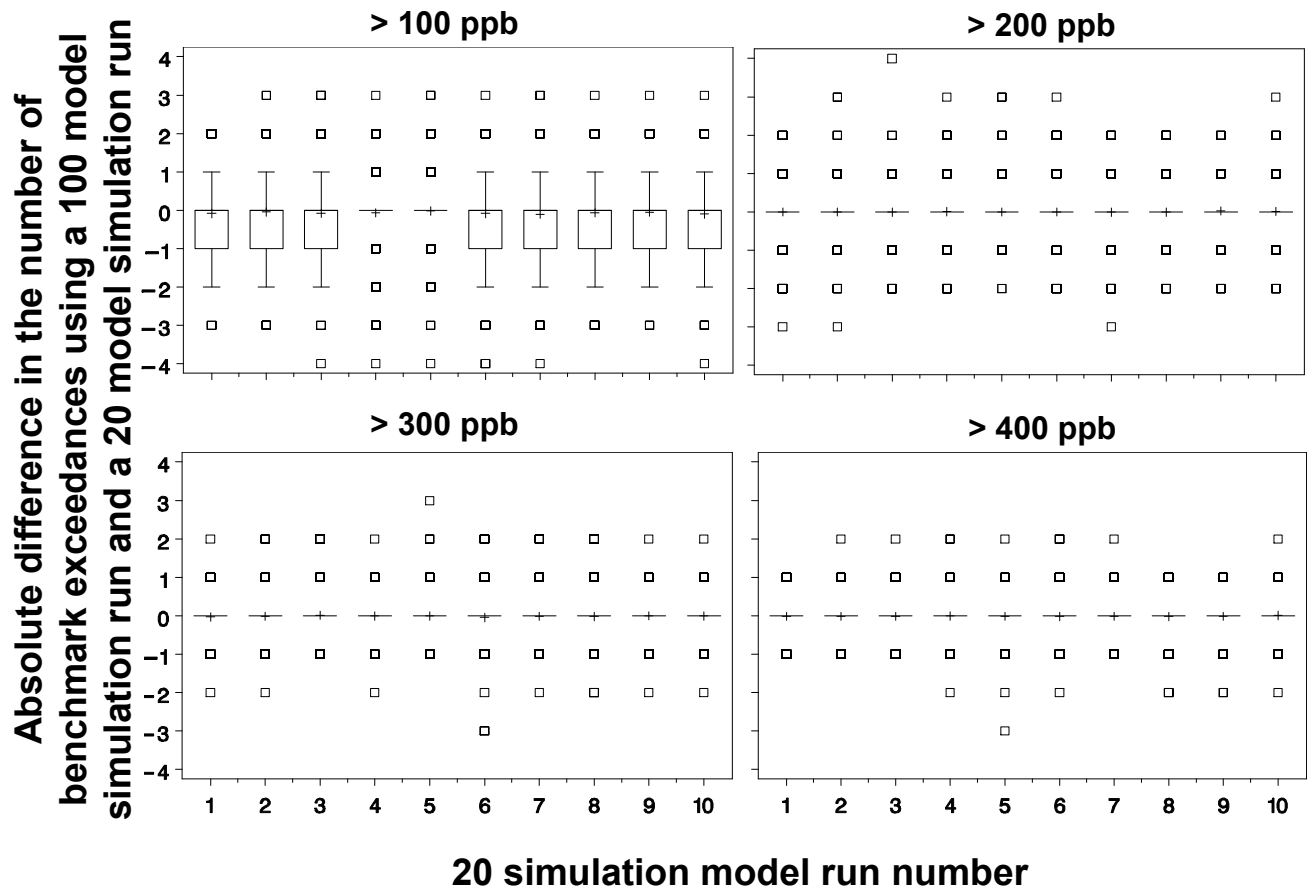 Absolute difference in the number of
benchmark exceedances using a 100 model
simulation run and a 20 model simulation run
> 100 ppb
4
3
2
1
0
−1
−2
−3
−4
> 200 ppb
> 300 ppb
4
3
2
1
0
−1
−2
−3
−4
1 2 3 4 5 6 7 8 9 10
> 400 ppb
1 2 3 4 5 6 7 8 9 10
20 simulation model run number